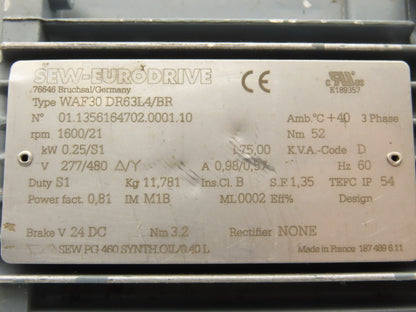 SEW-EURODRIVE
76646 Bruchsal/Germany
E189357
Type WAF30 DR63L4/BR Amb.°C +40 3 Phase
N° 01.1356164702.0001.10 Nm 52
rpm 1600/21
kW 0.25/S1 i 75,00 K.V.A.-Code D
V 277/480 Δ/Y A 0,98/0,57 Hz 60
Duty S1 Kg 11,781 Ins.Cl. B S.F 1,35 TEFC IP 54
Power fact. 0,81 IM M1B ML0002 Eff% Design
Brake V 24 DC Nm 3.2 Rectifier NONE
SEW PG 460 SYNTH.OIL/0.40 L Made in France 187 489 6.11